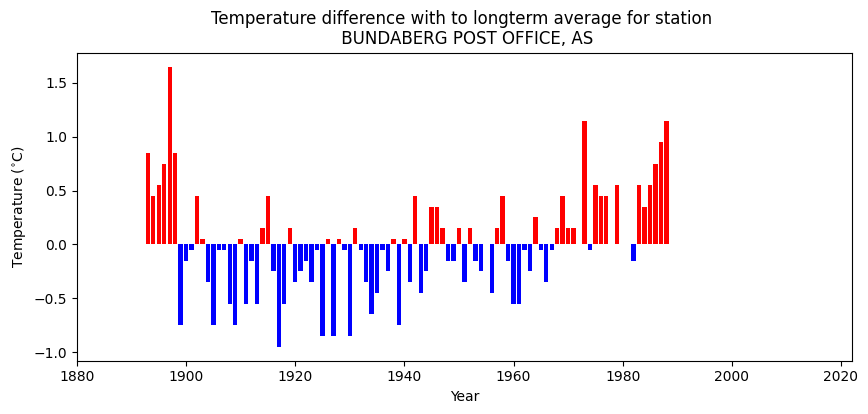 Temperature difference with to longterm average for station
BUNDABERG POST OFFICE, AS
Temperature (°C)
1.5
1.0
0.5
0.0
−0.5
−1.0
1880 1900 1920 1940 1960 1980 2000 2020
Year